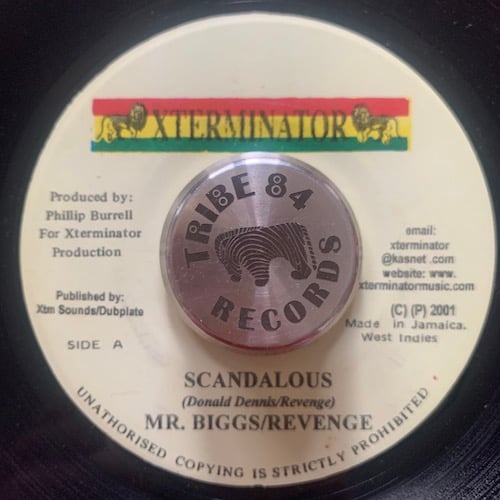 XTERMINATOR
Produced by:
Phillip Burrell
For Xterminator
Production
Published by:
Xtm Sounds/Dubplate
SIDE A
TRIBE 84
RECORDS
email:
xterminator
@kasnet .com
website: www.
xterminatormusic.com
(C) (P) 2001
Made in Jamaica.
West Indies
SCANDALOUS
(Donald Dennis/Revenge)
MR. BIGGS/REVENGE
UNATHORISED COPYING IS STRICTLY PROHIBITED